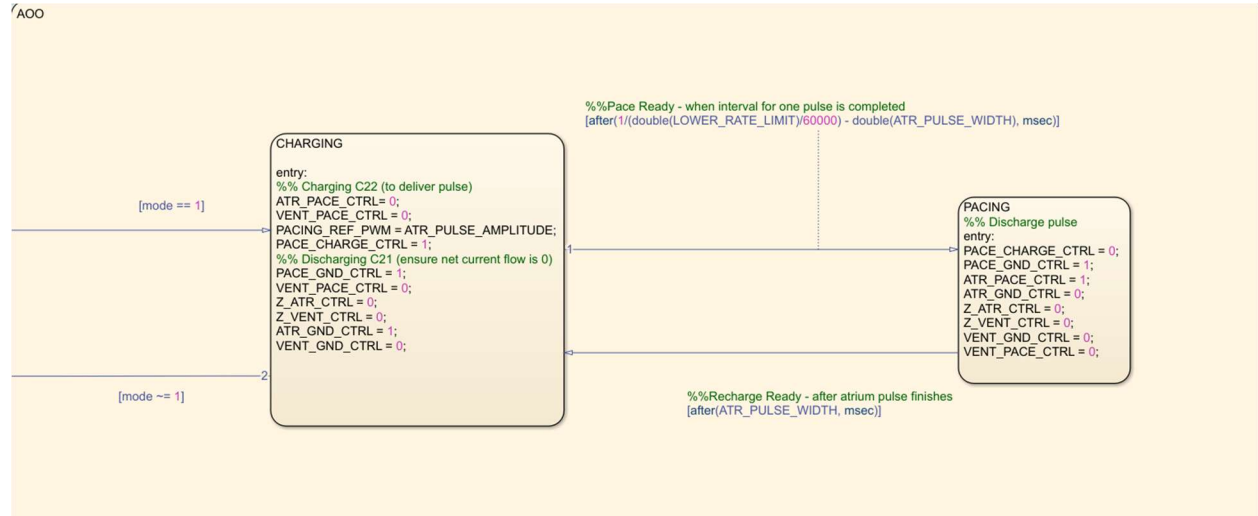 AOO
%%Pace Ready - when interval for one pulse is completed
[after(1/(double(LOWER_RATE_LIMIT)/60000) - double(ATR_PULSE_WIDTH), msec)]
CHARGING
entry:
%% Charging C22 (to deliver pulse)
ATR_PACE_CTRL= 0;
VENT_PACE_CTRL = 0;
PACING_REF_PWM = ATR_PULSE_AMPLITUDE;
PACE_CHARGE_CTRL = 1;
%% Discharging C21 (ensure net current flow is 0)
PACE_GND_CTRL = 1;
VENT_PACE_CTRL = 0;
Z_ATR_CTRL = 0;
Z_VENT_CTRL = 0;
ATR_GND_CTRL = 1;
VENT_GND_CTRL = 0;
[mode == 1]
1
PACING
%% Discharge pulse
entry:
PACE_CHARGE_CTRL = 0;
PACE_GND_CTRL = 1;
ATR_PACE_CTRL = 1;
ATR_GND_CTRL = 0;
Z_ATR_CTRL = 0;
Z_VENT_CTRL = 0;
VENT_GND_CTRL = 0;
VENT_PACE_CTRL = 0;
2
[mode ~= 1]
%%Recharge Ready - after atrium pulse finishes
[after(ATR_PULSE_WIDTH, msec)]